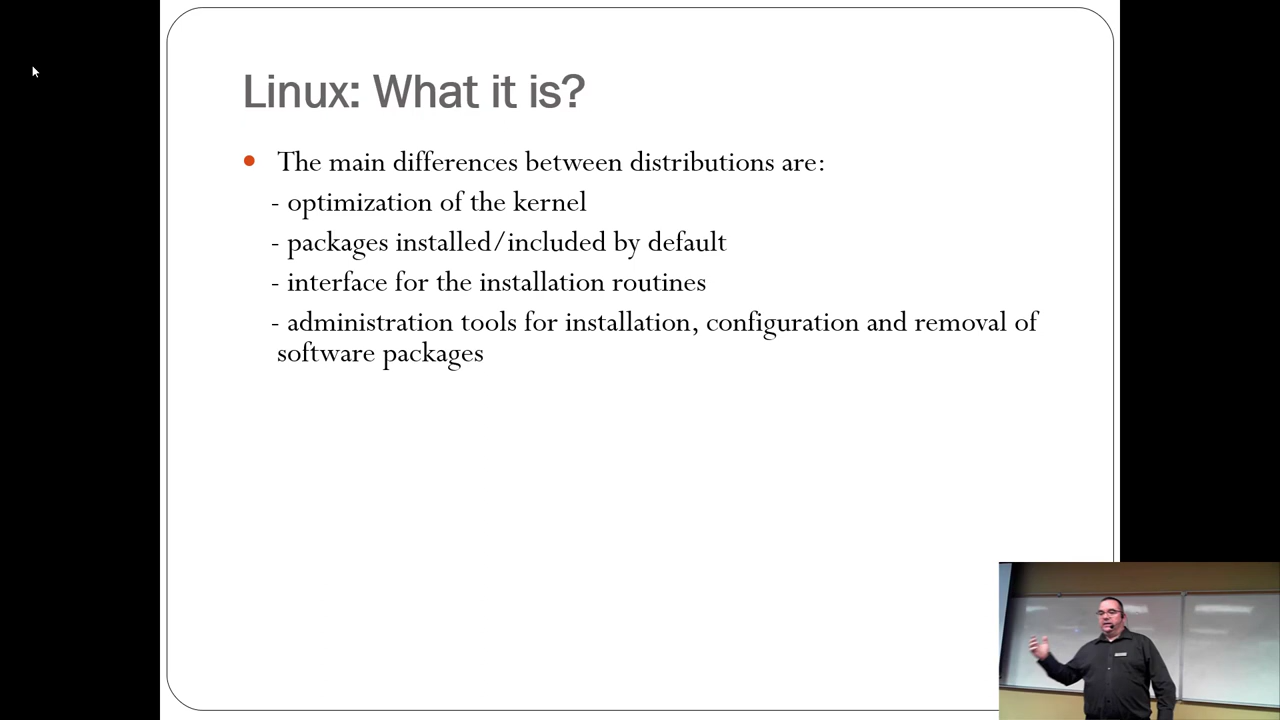 Linux: What it is?
The main differences between distributions are:
- optimization of the kernel
- packages installed/included by default
- interface for the installation routines
- administration tools for installation, configuration and removal of
software packages